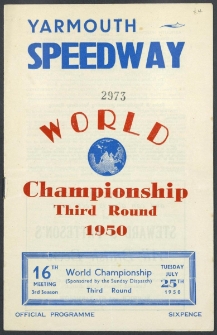 YARMOUTH
SPEEDWAY
2973
WORLD
Championship
Third Round
1950
16TH
MEETING
3rd Season
World Championship
(Sponsored by the Sunday Dispatch)
Third Round
TUESDAY
JULY
25TH
1950
OFFICIAL PROGRAMME
SIXPENCE